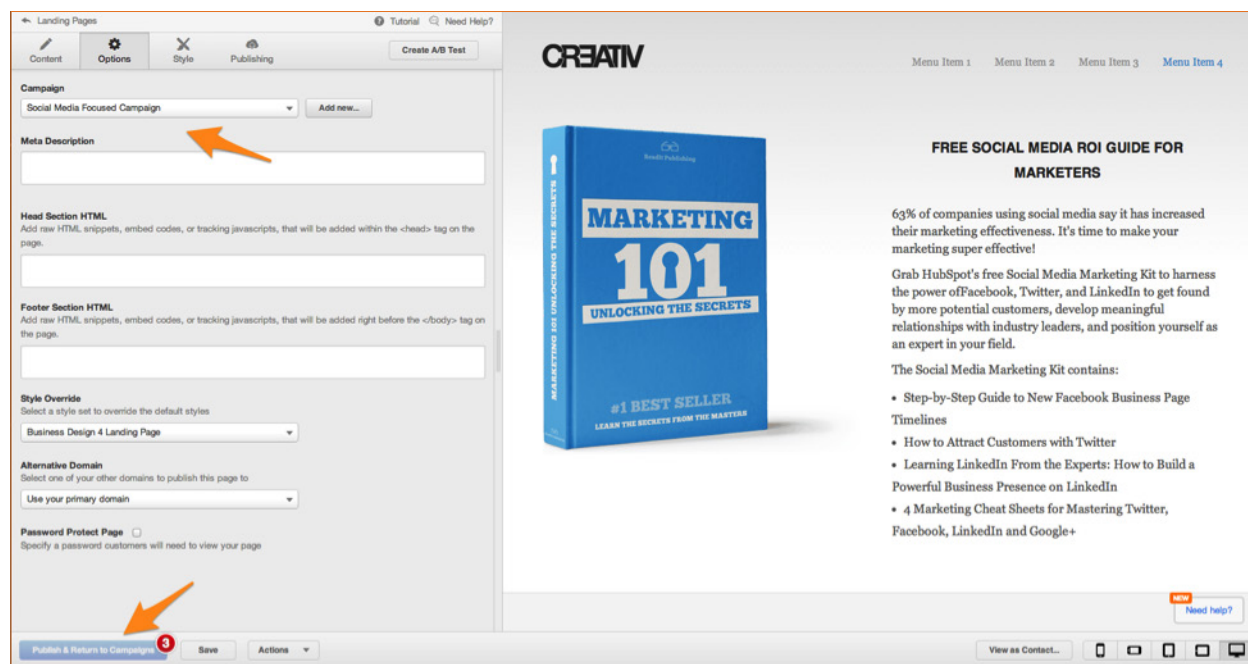 Landing Pages
Tutorial
Need Help?
Content
Options
Style
Publishing
Create A/B Test
Campaign
Social Media Focused Campaign
Add new...
Meta Description
Head Section HTML
Add raw HTML snippets, embed codes, or tracking javascripts, that will be added within the <head> tag on the
page.
Footer Section HTML
Add raw HTML snippets, embed codes, or tracking javascripts, that will be added right before the </body> tag on
the page.
Style Override
Select a style set to override the default styles
Business Design 4 Landing Page
Alternative Domain
Select one of your other domains to publish this page to
Use your primary domain
Password Protect Page
Specify a password customers will need to view your page
Publish & Return to Campaigns
3
Save
Actions
CREATIV
Menu Item 1
Menu Item 2
Menu Item 3
Menu Item 4
MARKETING 101 UNLOCKING THE SECRETS
ReadIt Publishing
MARKETING
101
UNLOCKING THE SECRETS
#1 BEST SELLER
LEARN THE SECRETS FROM THE MASTERS
FREE SOCIAL MEDIA ROI GUIDE FOR
MARKETERS
63% of companies using social media say it has increased
their marketing effectiveness. It's time to make your
marketing super effective!
Grab HubSpot's free Social Media Marketing Kit to harness
the power ofFacebook, Twitter, and LinkedIn to get found
by more potential customers, develop meaningful
relationships with industry leaders, and position yourself as
an expert in your field.
The Social Media Marketing Kit contains:
• Step-by-Step Guide to New Facebook Business Page
Timelines
• How to Attract Customers with Twitter
• Learning LinkedIn From the Experts: How to Build a
Powerful Business Presence on LinkedIn
• 4 Marketing Cheat Sheets for Mastering Twitter,
Facebook, LinkedIn and Google+
NEW
Need help?
View as Contact...